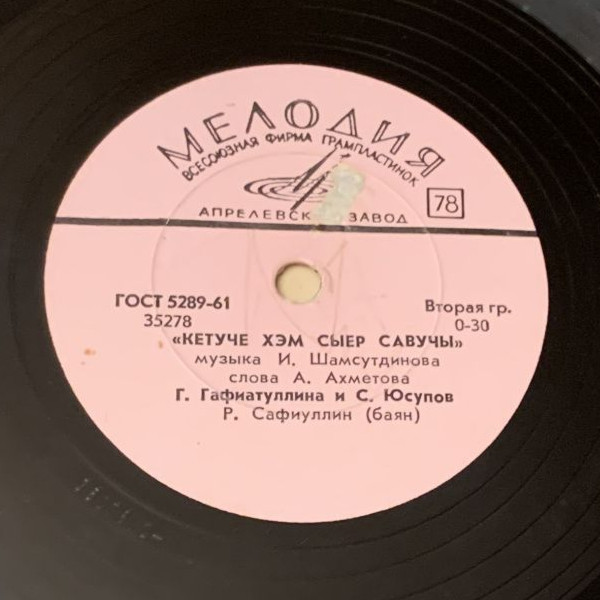 МЕЛОДИЯ
ВСЕСОЮЗНАЯ ФИРМА ГРАМПЛАСТИНОК
АПРЕЛЕВСК ЗАВОД 78
ГОСТ 5289-61 Вторая гр.
35278 0-30
«КЕТУЧЕ ХЭМ СЫЕР САВУЧЫ»
музыка И. Шамсутдинова
слова А. Ахметова
Г. Гафиатуллина и С. Юсупов
Р. Сафиуллин (баян)